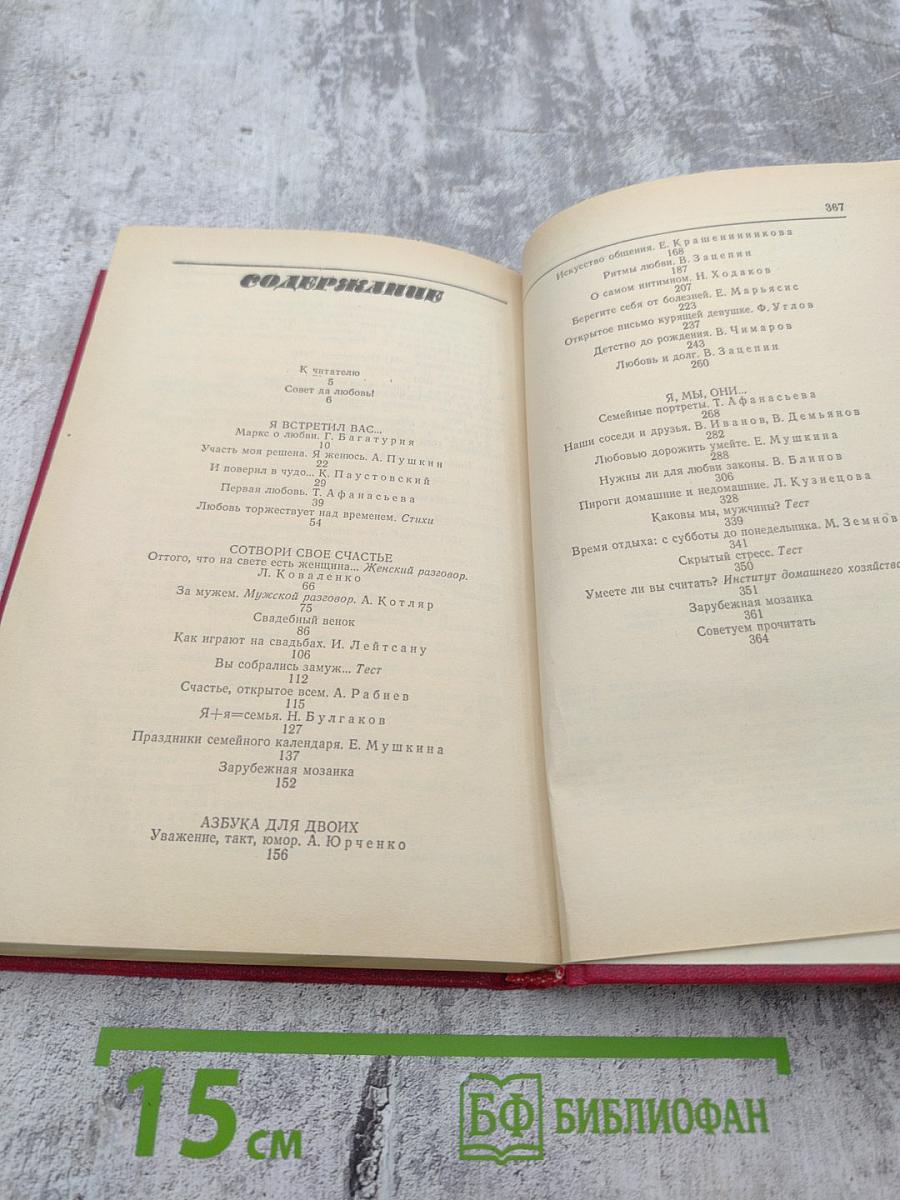 СОДЕРЖАНИЕ
К читателю
5
Совет да любовь!
6
Я ВСТРЕТИЛ ВАС...
Маркс о любви. Г. Багатурия
10
Участь моя решена. Я женюсь. А. Пушкин
22
И поверил в чудо... К. Паустовский
29
Первая любовь. Т. Афанасьева
39
Любовь торжествует над временем. Стихи
54
СОТВОРИ СВОЕ СЧАСТЬЕ
Оттого, что на свете есть женщина... Женский разговор.
Л. Коваленко
66
За мужем. Мужской разговор. А. Котляр
75
Свадебный венок
86
Как играют на свадьбах. И. Лейтсану
106
Вы собрались замуж... Тест
112
Счастье, открытое всем. А. Рабиев
115
Я+я=семья. Н. Булгаков
127
Праздники семейного календаря. Е. Мушкина
137
Зарубежная мозаика
152
АЗБУКА ДЛЯ ДВОИХ
Уважение, такт, юмор. А. Юрченко
156
367
Искусство общения. Е. Крашенинникова
168
Ритмы любви. В. Зацепин
187
О самом интимном. Н. Ходаков
207
Берегите себя от болезней. Е. Марьясис
223
Открытое письмо курящей девушке. Ф. Углов
237
Детство до рождения. В. Чимаров
243
Любовь и долг. В. Зацепин
260
Я, МЫ, ОНИ...
Семейные портреты. Т. Афанасьева
268
Наши соседи и друзья. В. Иванов, В. Демьянов
282
Любовью дорожить умейте. Е. Мушкина
288
Нужны ли для любви законы. В. Блинов
306
Пироги домашние и недомашние. Л. Кузнецова
328
Каковы мы, мужчины? Тест
339
Время отдыха: с субботы до понедельника. М. Земнов
341
Скрытый стресс. Тест
350
Умеете ли вы считать? Институт домашнего хозяйства
351
Зарубежная мозаика
361
Советуем прочитать
364
15 см
БФ БИБЛИОФАН